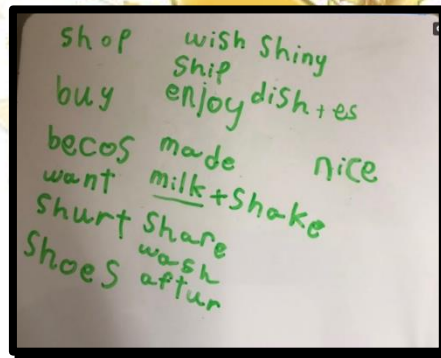 shop wish shiny
ship
buy enjoy dish+es
becos made nice
want milk+shake
shurt share
wash
shoes aftur